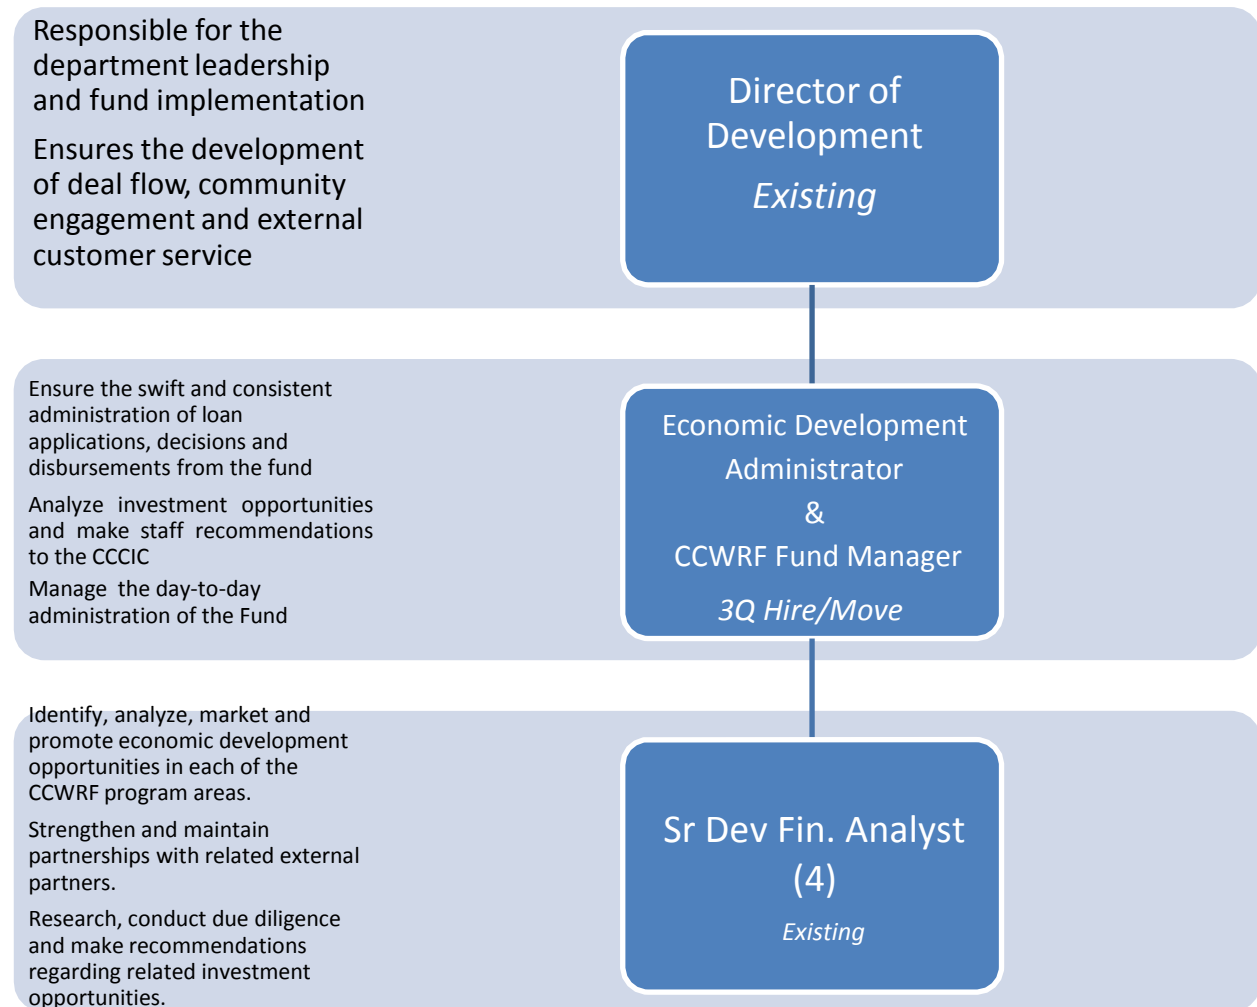 Responsible for the
department leadership
and fund implementation
Ensures the development
of deal flow, community
engagement and external
customer service
Director of
Development
Existing
Ensure the swift and consistent
administration of loan
applications, decisions and
disbursements from the fund
Analyze investment opportunities
and make staff recommendations
to the CCCIC
Manage the day-to-day
administration of the Fund
Economic Development
Administrator
&
CCWRF Fund Manager
3Q Hire/Move
Identify, analyze, market and
promote economic development
opportunities in each of the
CCWRF program areas.
Strengthen and maintain
partnerships with related external
partners.
Research, conduct due diligence
and make recommendations
regarding related investment
opportunities.
Sr Dev Fin. Analyst
(4)
Existing